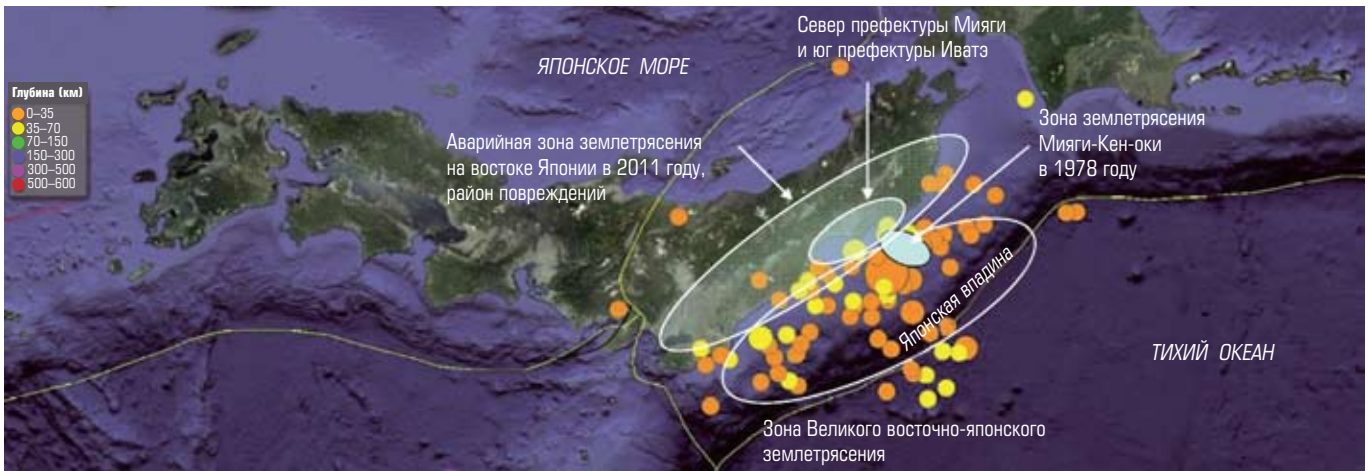 Север префектуры Мияги
и юг префектуры Иватэ
ЯПОНСКОЕ МОРЕ
Глубина (км)
0–35
35–70
70–150
150–300
300–500
500–600
Аварийная зона землетрясения
на востоке Японии в 2011 году,
район повреждений
Зона землетрясения
Мияги-Кен-оки
в 1978 году
Японская впадина
ТИХИЙ ОКЕАН
Зона Великого восточно-японского
землетрясения